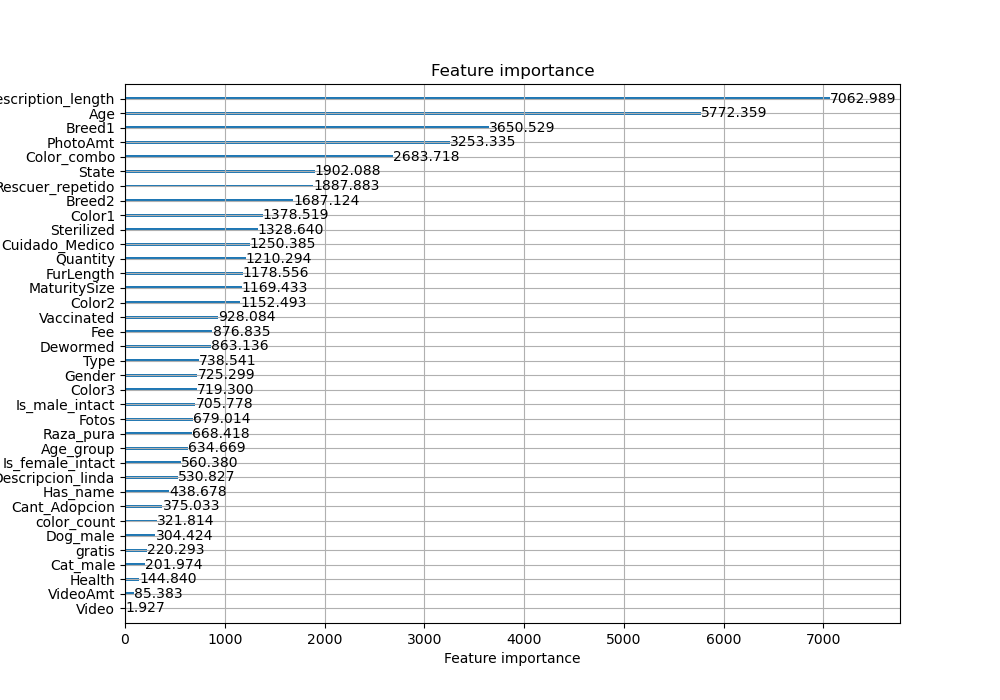 Feature importance
escription_length 7062.989
Age 5772.359
Breed1 3650.529
PhotoAmt 3253.335
Color_combo 2683.718
State 1902.088
Rescuer_repetido 1887.883
Breed2 1687.124
Color1 1378.519
Sterilized 1328.640
Cuidado_Medico 1250.385
Quantity 1210.294
FurLength 1178.556
MaturitySize 1169.433
Color2 1152.493
Vaccinated 928.084
Fee 876.835
Dewormed 863.136
Type 738.541
Gender 725.299
Color3 719.300
Is_male_intact 705.778
Fotos 679.014
Raza_pura 668.418
Age_group 634.669
Is_female_intact 560.380
Descripcion_linda 530.827
Has_name 438.678
Cant_Adopcion 375.033
color_count 321.814
Dog_male 304.424
gratis 220.293
Cat_male 201.974
Health 144.840
VideoAmt 85.383
Video 1.927
0 1000 2000 3000 4000 5000 6000 7000
Feature importance